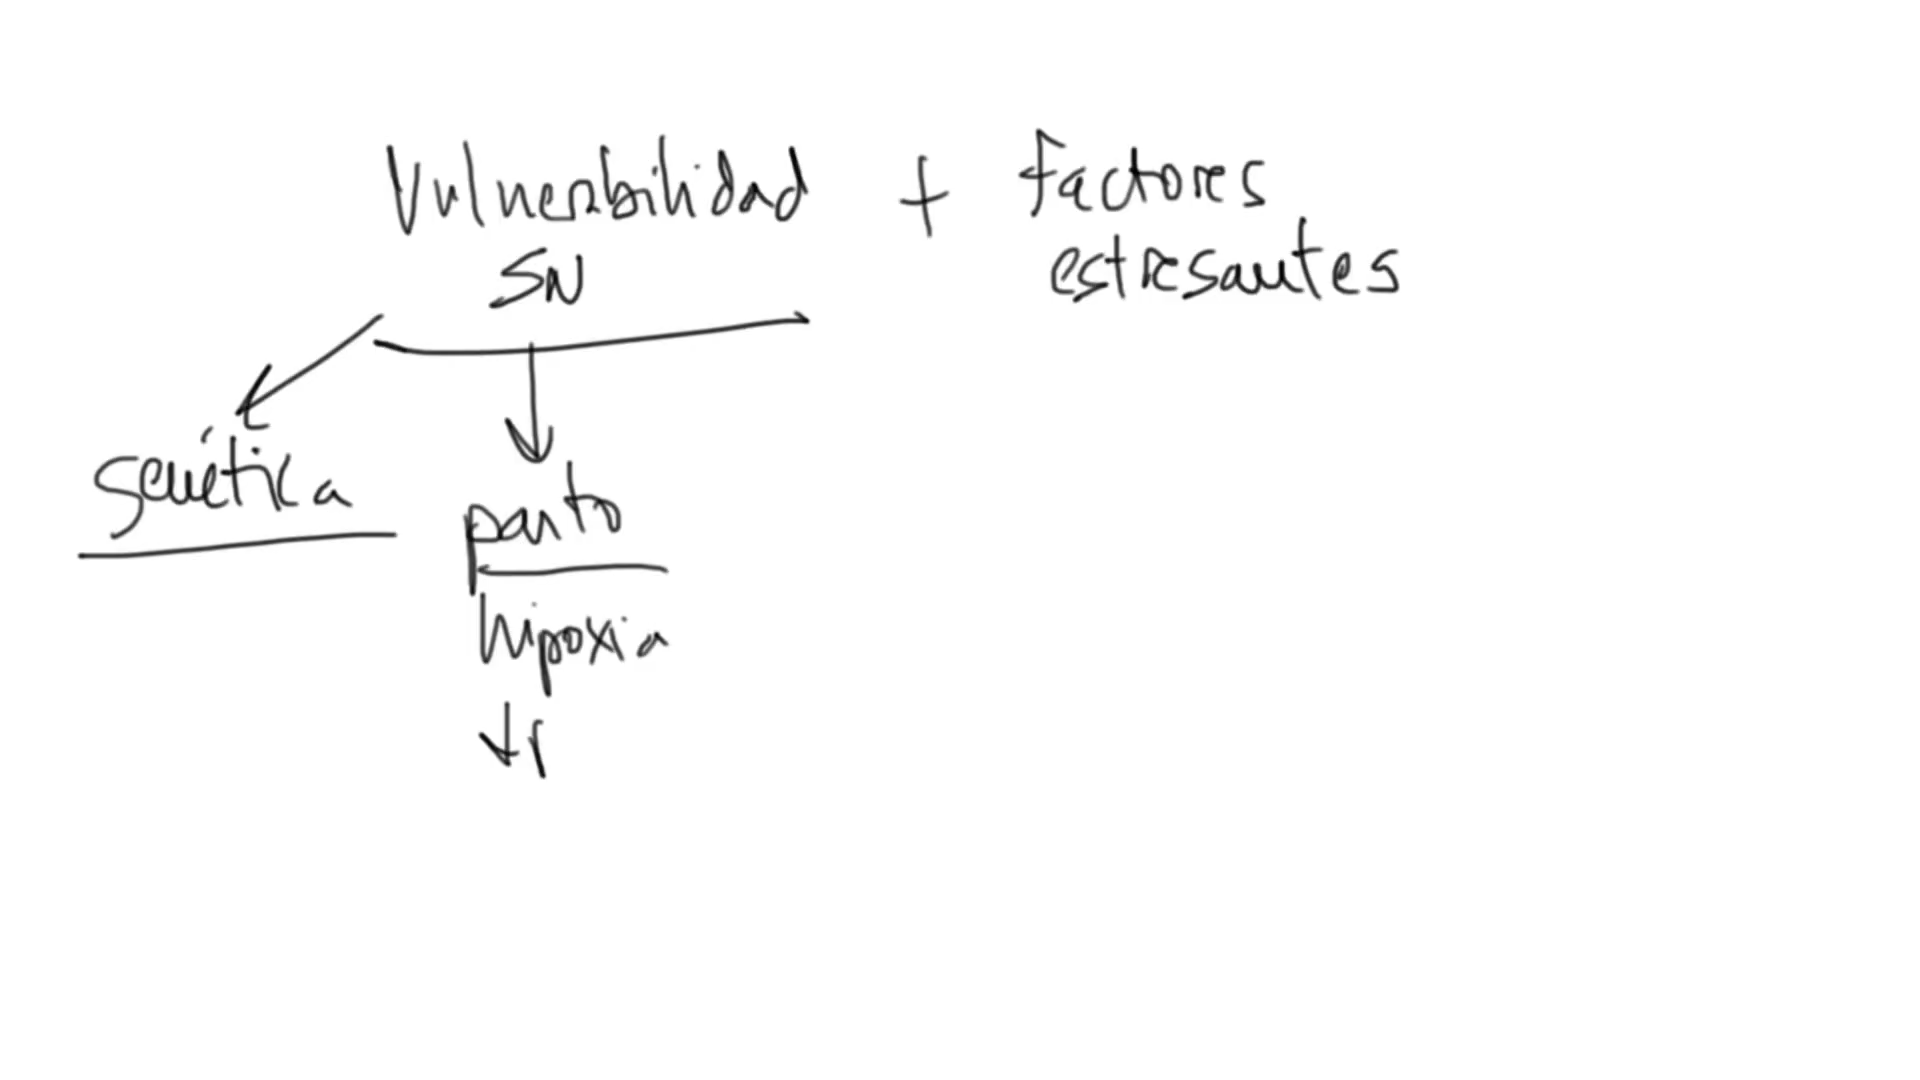 Vulnerabilidad + Factores
SN estresantes
genética
parto
hipoxia